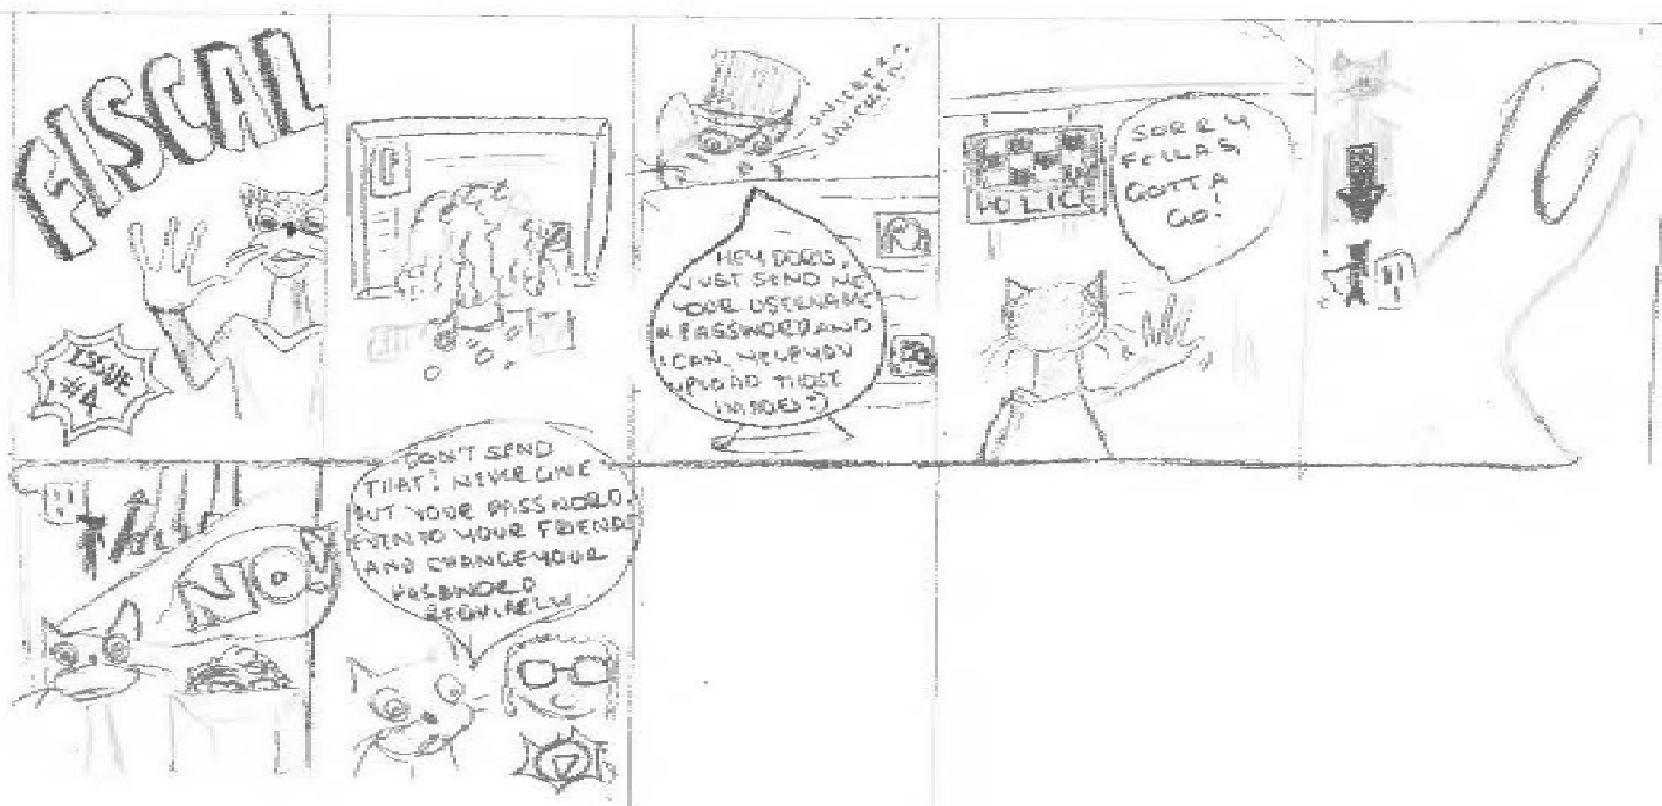 FISCAL
ISSUE
#4
SNICKER
SNICKER
HEY DORIS,
JUST SEND ME
YOUR USERNAME
N PASSWORD AND
I CAN HELP YOU
UPLOAD THOSE
IMAGES :)
POLICE
SORRY
FELLAS,
GOTTA
GO!
NO!
DON'T SEND
THAT! NEVER GIVE
OUT YOUR PASSWORD,
EVEN TO YOUR FRIENDS
AND CHANGE YOUR
PASSWORD
REGULARLY